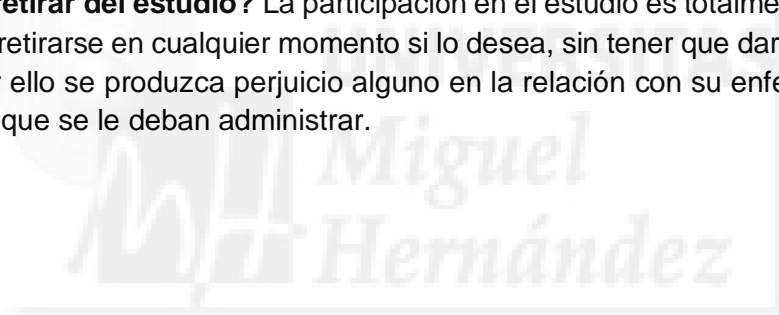 retirar del estudio? La participación en el estudio es totalme
retirarse en cualquier momento si lo desea, sin tener que dar
ello se produzca perjuicio alguno en la relación con su enfe
que se le deban administrar.
UNIVERSITAS
Miguel
Hernández